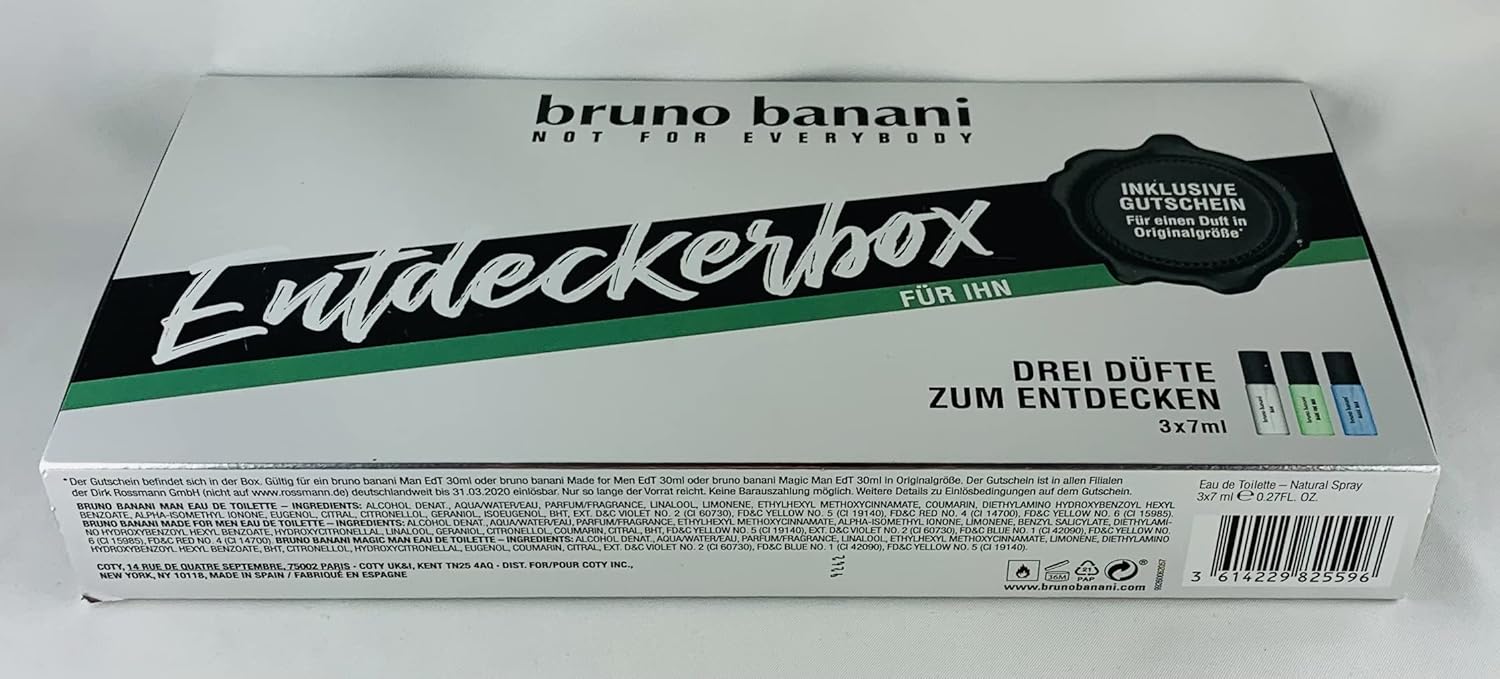 bruno banani
NOT FOR EVERYBODY
INKLUSIVE
GUTSCHEIN
Für einen Duft in
Originalgröße*
Entdeckerbox
FÜR IHN
DREI DÜFTE
ZUM ENTDECKEN
3x7ml
bruno banani
bruno banani
bruno banani
*Der Gutschein befindet sich in der Box. Gültig für ein bruno banani Man EdT 30ml oder bruno banani Made for Men EdT 30ml oder bruno banani Magic Man EdT 30ml in Originalgröße. Der Gutschein ist in allen Filialen
der Dirk Rossmann GmbH (nicht auf www.rossmann.de) deutschlandweit bis 31.03.2020 einlösbar. Nur so lange der Vorrat reicht. Keine Barauszahlung möglich. Weitere Details zu Einlösbedingungen auf dem Gutschein.
BRUNO BANANI MAN EAU DE TOILETTE – INGREDIENTS: ALCOHOL DENAT., AQUA/WATER/EAU, PARFUM/FRAGRANCE, LINALOOL, LIMONENE, ETHYLHEXYL METHOXYCINNAMATE, COUMARIN, DIETHYLAMINO HYDROXYBENZOYL HEXYL
BENZOATE, ALPHA-ISOMETHYL IONONE, EUGENOL, CITRAL, CITRONELLOL, GERANIOL, ISOEUGENOL, BHT, EXT. D&C VIOLET NO. 2 (CI 60730), FD&C YELLOW NO. 5 (CI 19140), FD&C RED NO. 4 (CI 14700), FD&C YELLOW NO. 6 (CI 15985).
BRUNO BANANI MADE FOR MEN EAU DE TOILETTE – INGREDIENTS: ALCOHOL DENAT., AQUA/WATER/EAU, PARFUM/FRAGRANCE, ETHYLHEXYL METHOXYCINNAMATE, ALPHA-ISOMETHYL IONONE, LIMONENE, BENZYL SALICYLATE, DIETHYLAMI-
NO HYDROXYBENZOYL HEXYL BENZOATE, HYDROXYCITRONELLAL, LINALOOL, GERANIOL, CITRONELLOL, COUMARIN, CITRAL, BHT, FD&C YELLOW NO. 5 (CI 19140), EXT. D&C VIOLET NO. 2 (CI 60730), FD&C BLUE NO. 1 (CI 42090), FD&C YELLOW NO.
6 (CI 15985), FD&C RED NO. 4 (CI 14700). BRUNO BANANI MAGIC MAN EAU DE TOILETTE – INGREDIENTS: ALCOHOL DENAT., AQUA/WATER/EAU, PARFUM/FRAGRANCE, LINALOOL, ETHYLHEXYL METHOXYCINNAMATE, LIMONENE, DIETHYLAMINO
HYDROXYBENZOYL HEXYL BENZOATE, BHT, CITRONELLOL, HYDROXYCITRONELLAL, EUGENOL, COUMARIN, CITRAL, EXT. D&C VIOLET NO. 2 (CI 60730), FD&C BLUE NO. 1 (CI 42090), FD&C YELLOW NO. 5 (CI 19140).
COTY, 14 RUE DE QUATRE SEPTEMBRE, 75002 PARIS - COTY UK&I, KENT TN25 4AQ - DIST. FOR/POUR COTY INC.,
NEW YORK, NY 10118, MADE IN SPAIN / FABRIQUÉ EN ESPAGNE
4242
36M
21
PAP
www.brunobanani.com
Eau de Toilette – Natural Spray
3x7 ml ℮ 0.27FL. OZ.
3 614229 825596